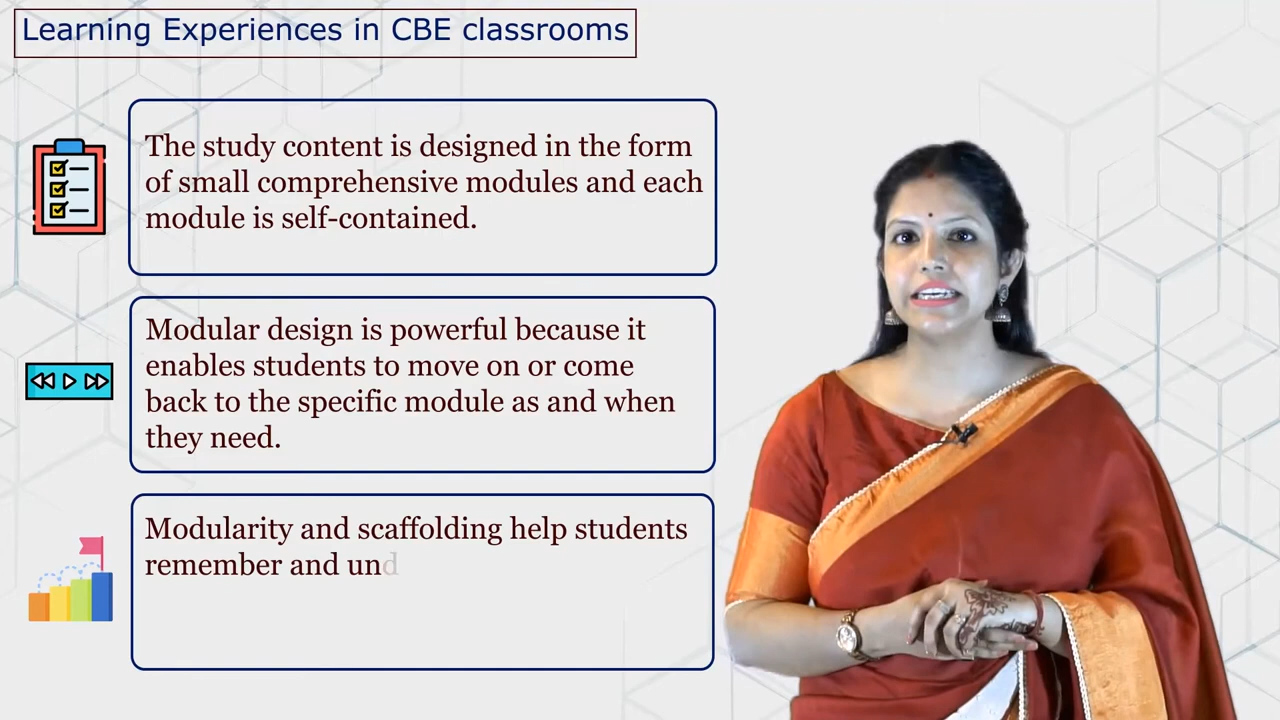 Learning Experiences in CBE classrooms
The study content is designed in the form
of small comprehensive modules and each
module is self-contained.
Modular design is powerful because it
enables students to move on or come
back to the specific module as and when
they need.
Modularity and scaffolding help students
remember and und